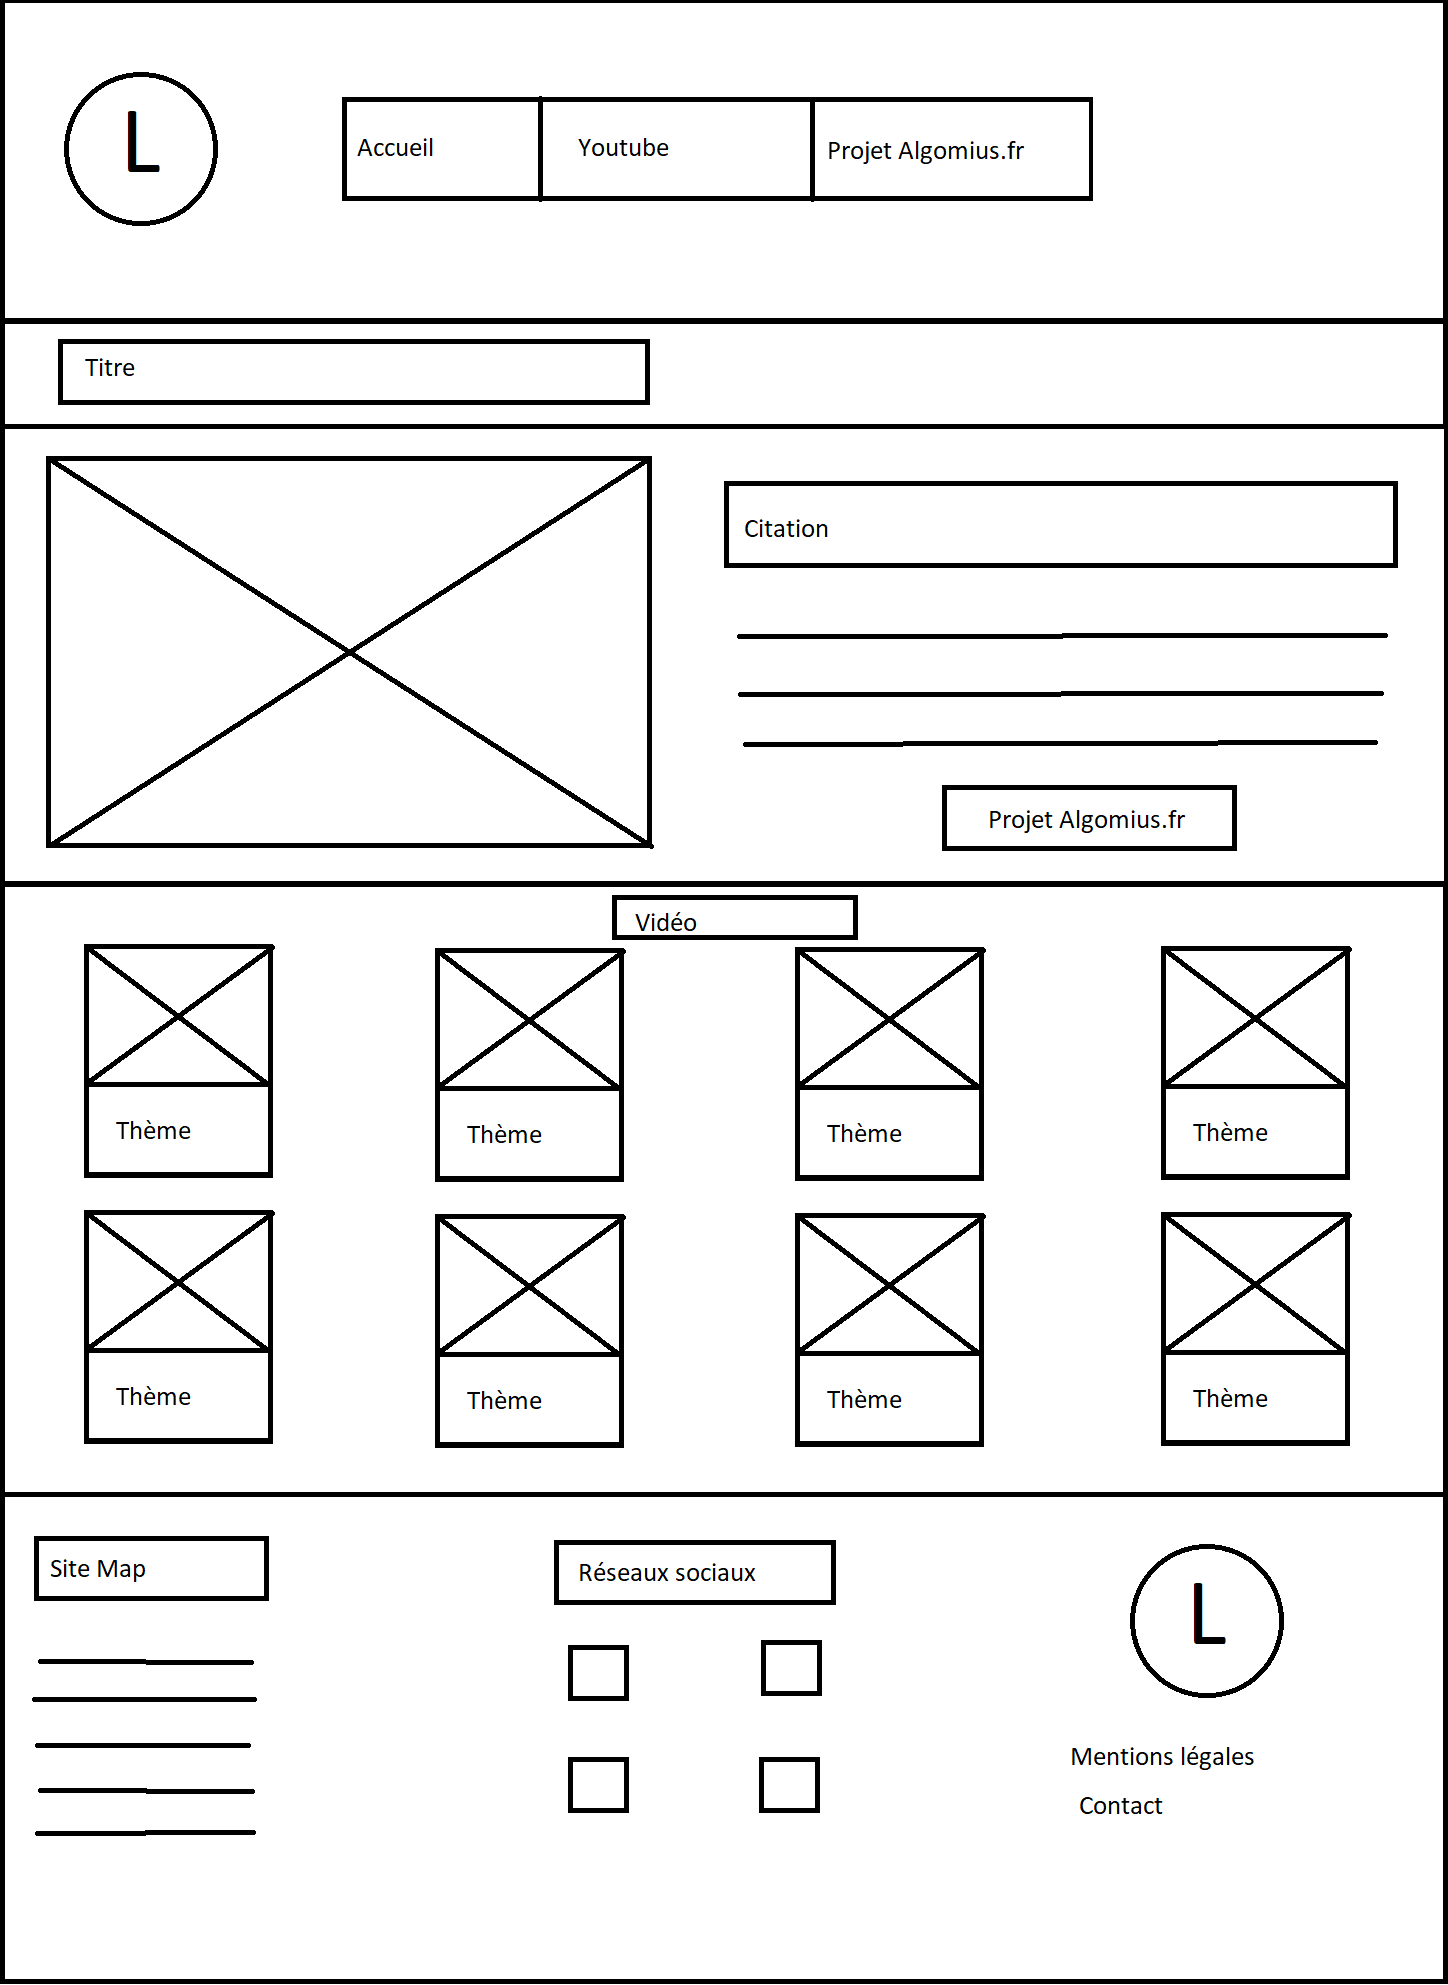 L
Accueil
Youtube
Projet Algomius.fr
Titre
Citation
Projet Algomius.fr
Vidéo
Thème
Thème
Thème
Thème
Thème
Thème
Thème
Thème
Site Map
Réseaux sociaux
L
Mentions légales
Contact